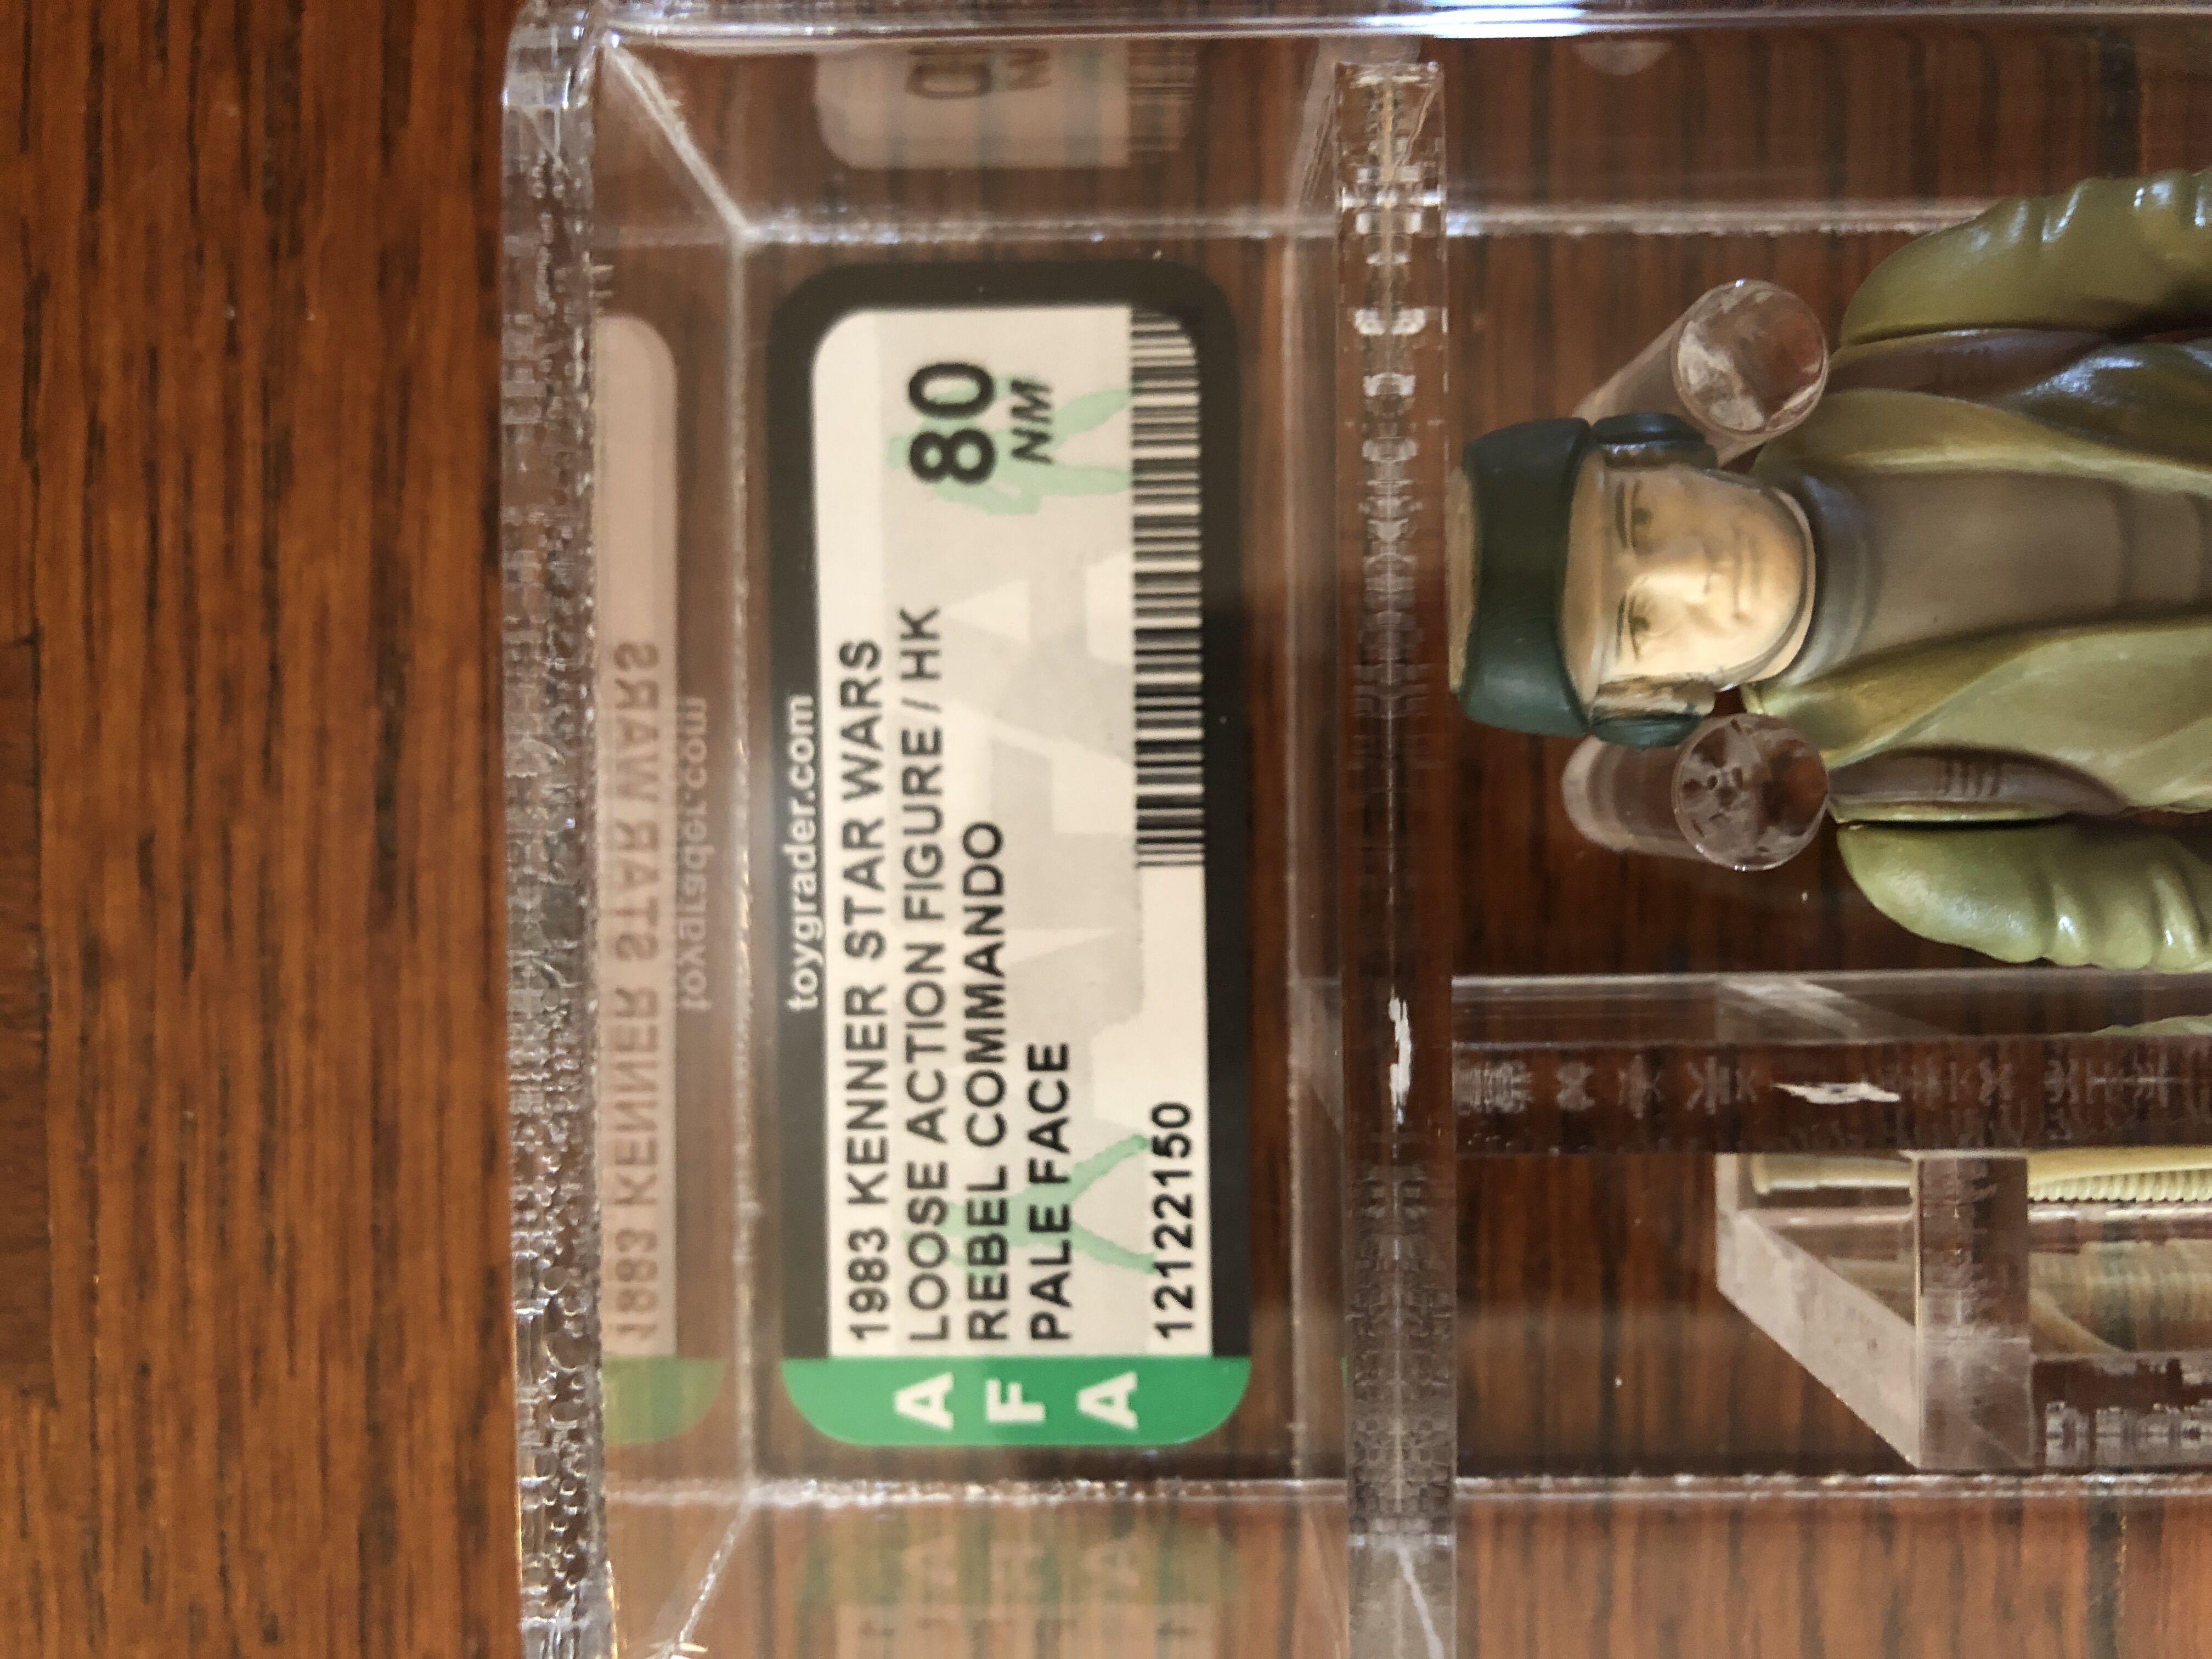 toygrader.com
1983 KENNER STAR WARS
LOOSE ACTION FIGURE / HK
REBEL COMMANDO
PALE FACE
80
NM
12122150
A
F
A